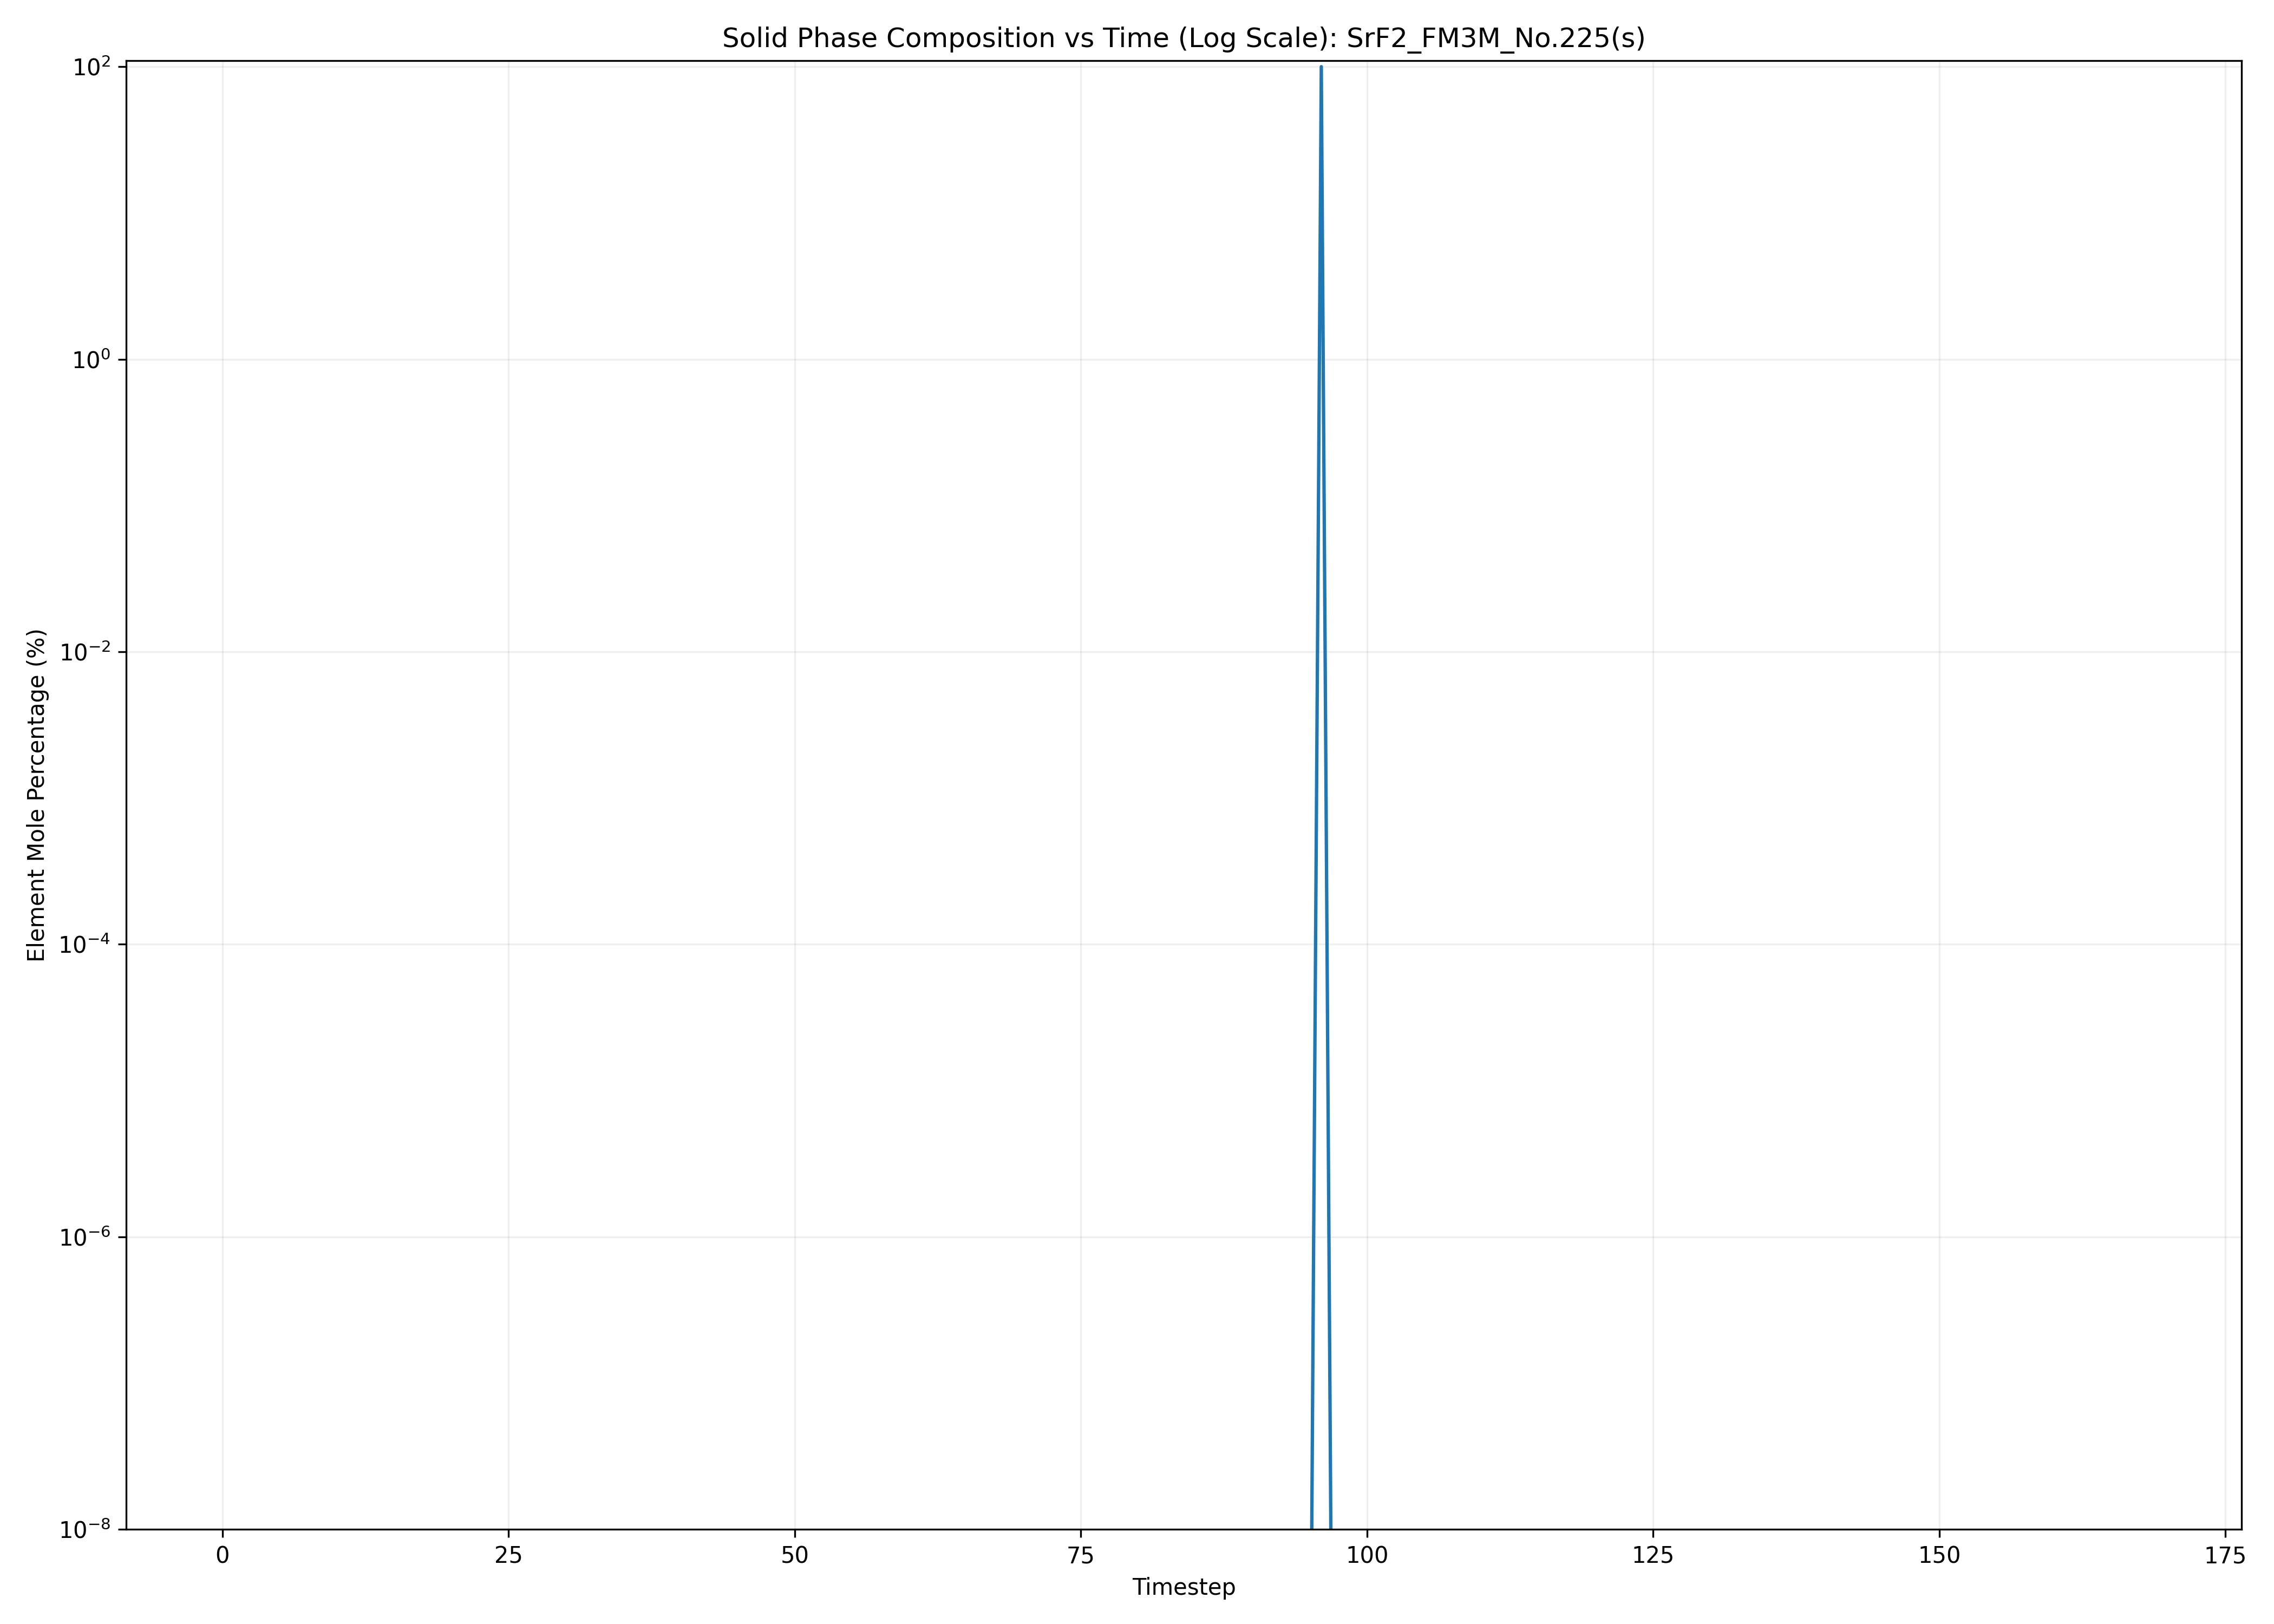 Solid Phase Composition vs Time (Log Scale): SrF2_FM3M_No.225(s)
10²
10⁰
10⁻²
10⁻⁴
10⁻⁶
10⁻⁸
Element Mole Percentage (%)
0 25 50 75 100 125 150 175
Timestep